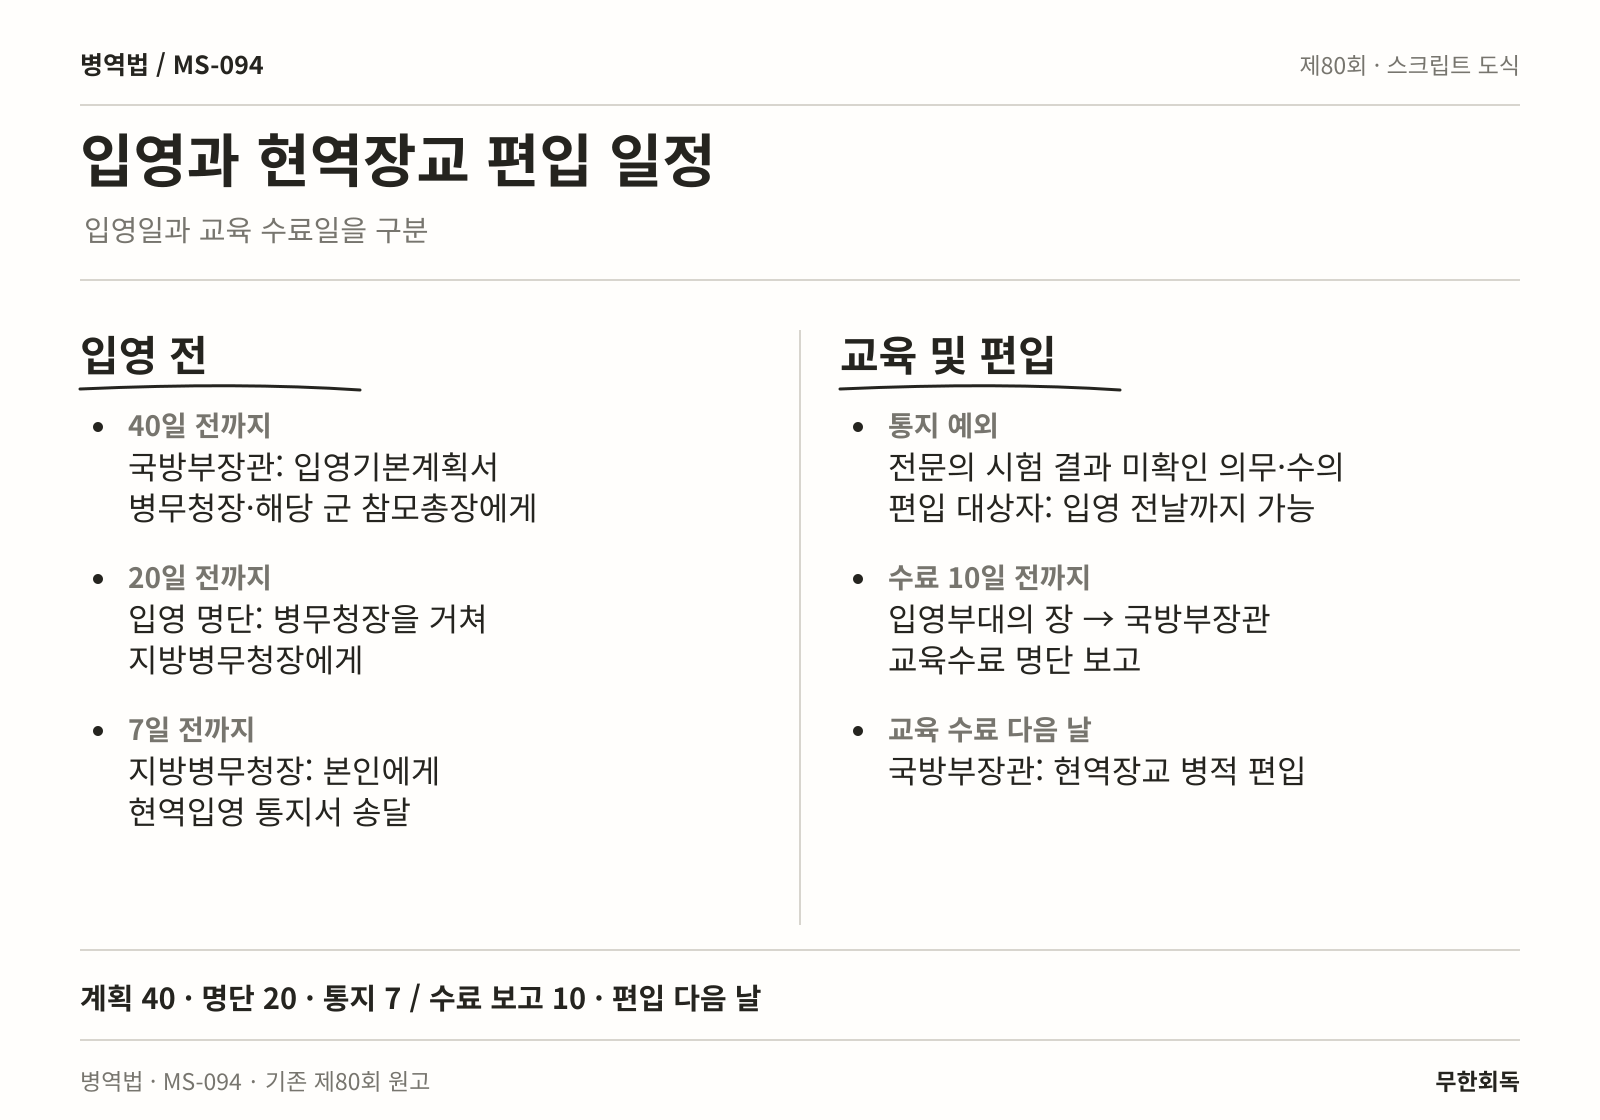 병역법 / MS-094
제80회 · 스크립트 도식
입영과 현역장교 편입 일정
입영일과 교육 수료일을 구분
입영 전
• 40일 전까지
국방부장관: 입영기본계획서
병무청장·해당 군 참모총장에게
• 20일 전까지
입영 명단: 병무청장을 거쳐
지방병무청장에게
• 7일 전까지
지방병무청장: 본인에게
현역입영 통지서 송달
교육 및 편입
• 통지 예외
전문의 시험 결과 미확인 의무·수의
편입 대상자: 입영 전날까지 가능
• 수료 10일 전까지
입영부대의 장 → 국방부장관
교육수료 명단 보고
• 교육 수료 다음 날
국방부장관: 현역장교 병적 편입
계획 40 · 명단 20 · 통지 7 / 수료 보고 10 · 편입 다음 날
병역법 · MS-094 · 기존 제80회 원고
무한회독